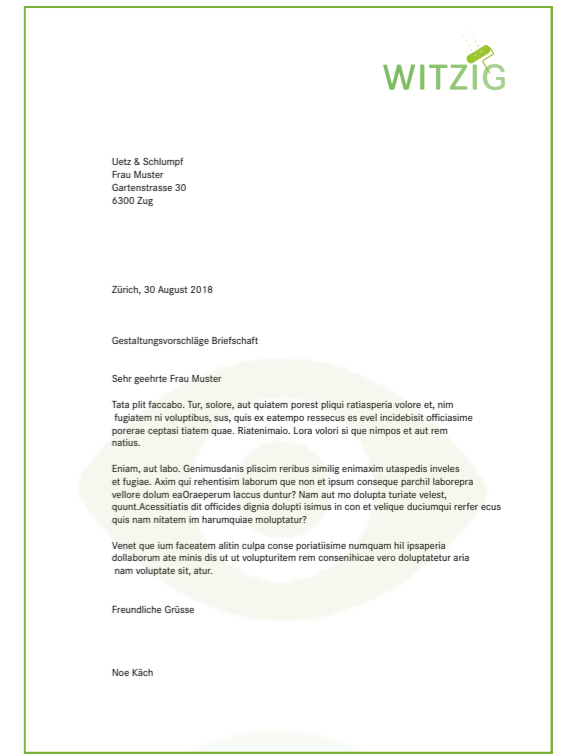 WITZIG
Uetz & Schlumpf
Frau Muster
Gartenstrasse 30
6300 Zug
Zürich, 30 August 2018
Gestaltungsvorschläge Briefschaft
Sehr geehrte Frau Muster
Tata plit faccabo. Tur, solore, aut quiatem porest pliqui ratiasperia volore et, nim
fugiatem ni voluptibus, sus, quis ex eatempo ressecus es evel incidebisit officiasime
porerae ceptasi tiatem quae. Riatenimaio. Lora volori si que nimpos et aut rem
natius.
Eniam, aut labo. Genimusdanis pliscim reribus similig enimaxim utaspedis inveles
et fugiae. Axim qui rehentisim laborum que non et ipsum conseque parchil laborepra
vellore dolum eaOraeperum laccus duntur? Nam aut mo dolupta turiate velest,
quunt.Acessitiatis dit officides dignia dolupti isimus in con et velique duciumqui rerfer ecus
quis nam nitatem im harumquiae moluptatur?
Venet que ium faceatem alitin culpa conse poriatiisime numquam hil ipsaperia
dollaborum ate minis dis ut ut volupturitem rem consenihicae vero doluptatetur aria
nam voluptate sit, atur.
Freundliche Grüsse
Noe Käch